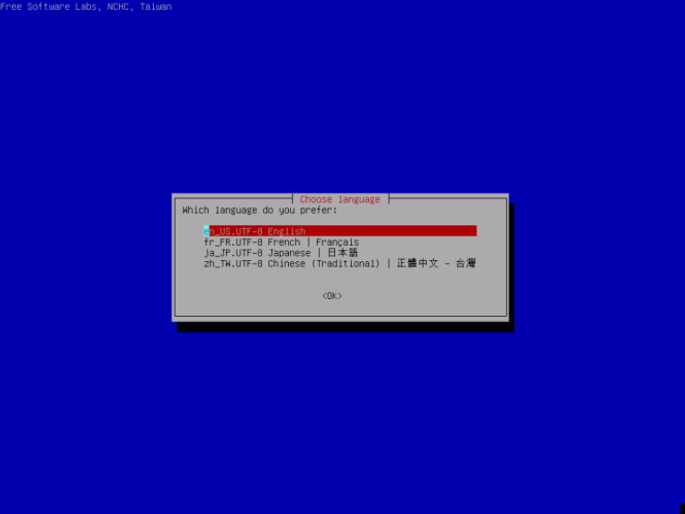 Free Software Labs, NCHC, Taiwan
Choose language
Which language do you prefer:
en_US.UTF-8 English
fr_FR.UTF-8 French | Français
ja_JP.UTF-8 Japanese | 日本語
zh_TW.UTF-8 Chinese (Traditional) | 正體中文 - 台灣
<Ok>